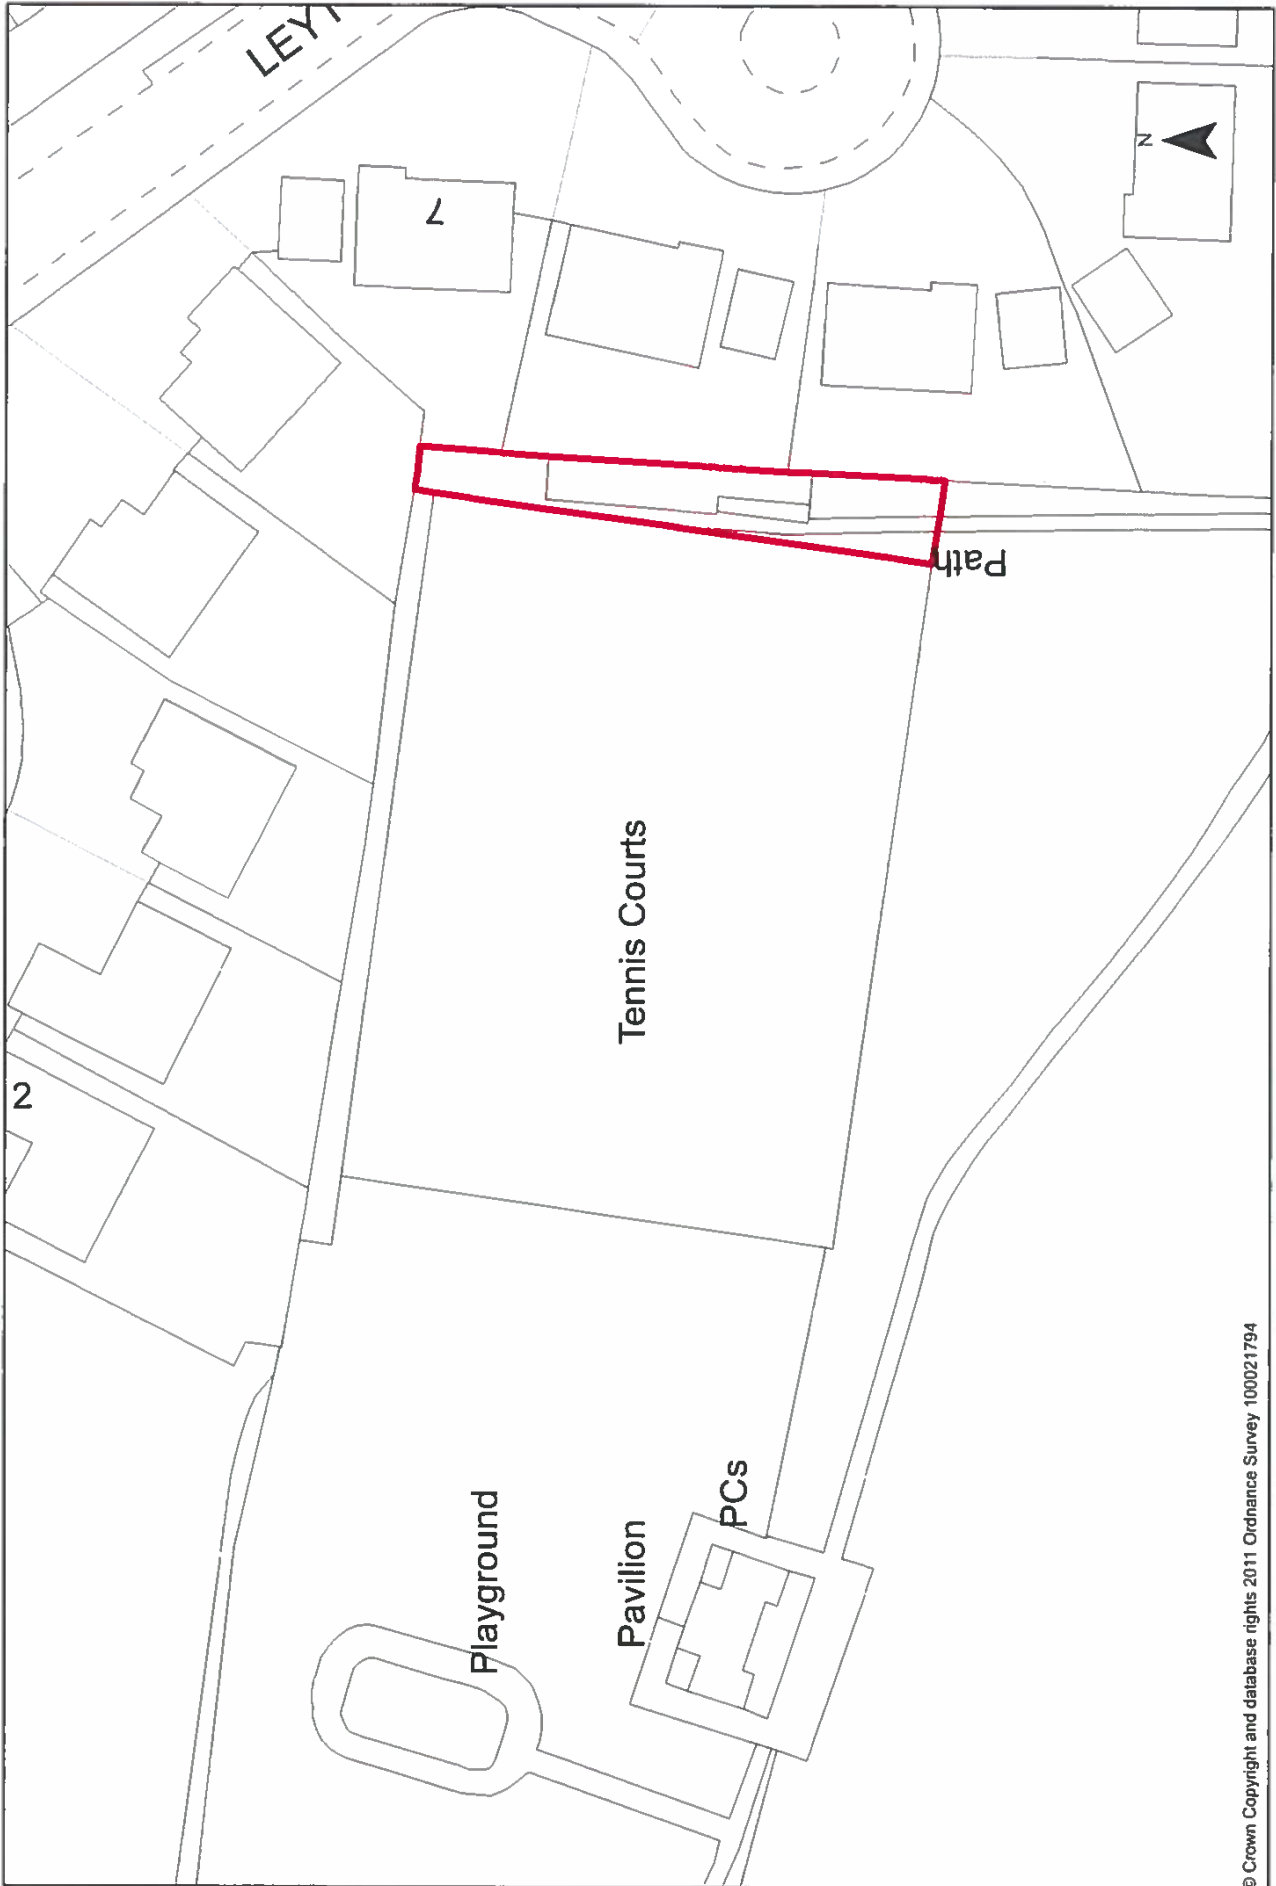 LEY
7
N
Path
2
Tennis Courts
Playground
Pavilion
PCs
© Crown Copyright and database rights 2011 Ordnance Survey 100021794